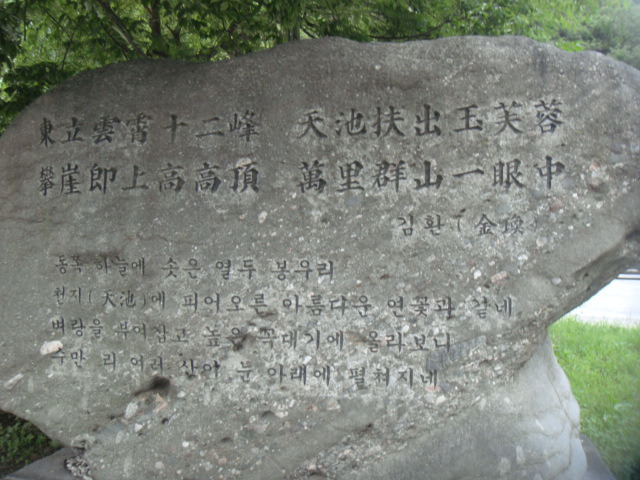 東立雲霄十二峰 天池扶出玉芙蓉
攀崖即上高高頂 萬里群山一眼中
김환(金瑍)
동쪽 하늘에 솟은 열두 봉우리
천지(天池)에 피어오른 아름다운 연꽃과 같네
벼랑을 부여잡고 높은 꼭대기에 올라보니
수만 리 여러 산이 눈 아래에 펼쳐지네